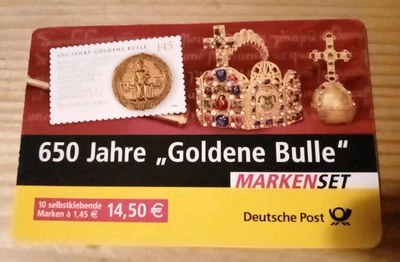 650 JAHRE GOLDENE BULLE 145
650 Jahre „Goldene Bulle“
MARKENSET
10 selbstklebende
Marken à 1,45 € 14,50 €
Deutsche Post